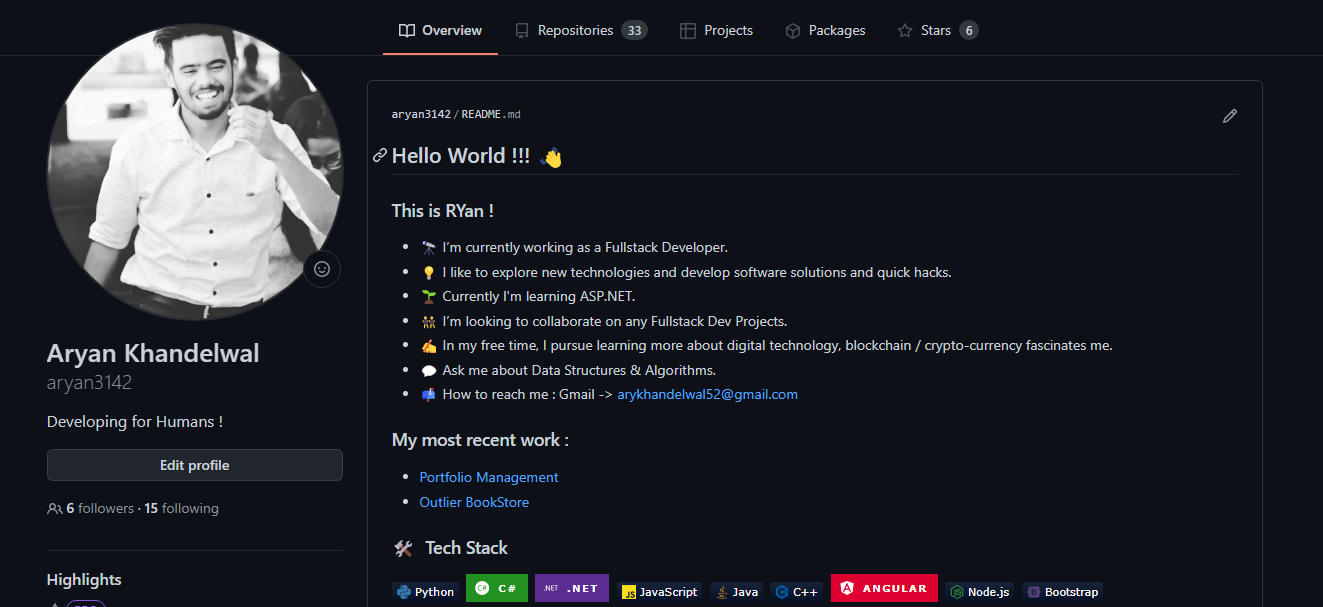 Overview Repositories 33 Projects Packages Stars 6
aryan3142/README.md
Hello World !!! 👋
This is RYan !
🔭 I’m currently working as a Fullstack Developer.
💡 I like to explore new technologies and develop software solutions and quick hacks.
🌱 Currently I'm learning ASP.NET.
👯 I’m looking to collaborate on any Fullstack Dev Projects.
✍️ In my free time, I pursue learning more about digital technology, blockchain / crypto-currency fascinates me.
💬 Ask me about Data Structures & Algorithms.
📫 How to reach me : Gmail -> arykhandelwal52@gmail.com
My most recent work :
Portfolio Management
Outlier BookStore
🛠 Tech Stack
Python C# C# .NET .NET JS JavaScript Java C++ A ANGULAR Node.js B Bootstrap
Aryan Khandelwal
aryan3142
Developing for Humans !
Edit profile
6 followers · 15 following
Highlights